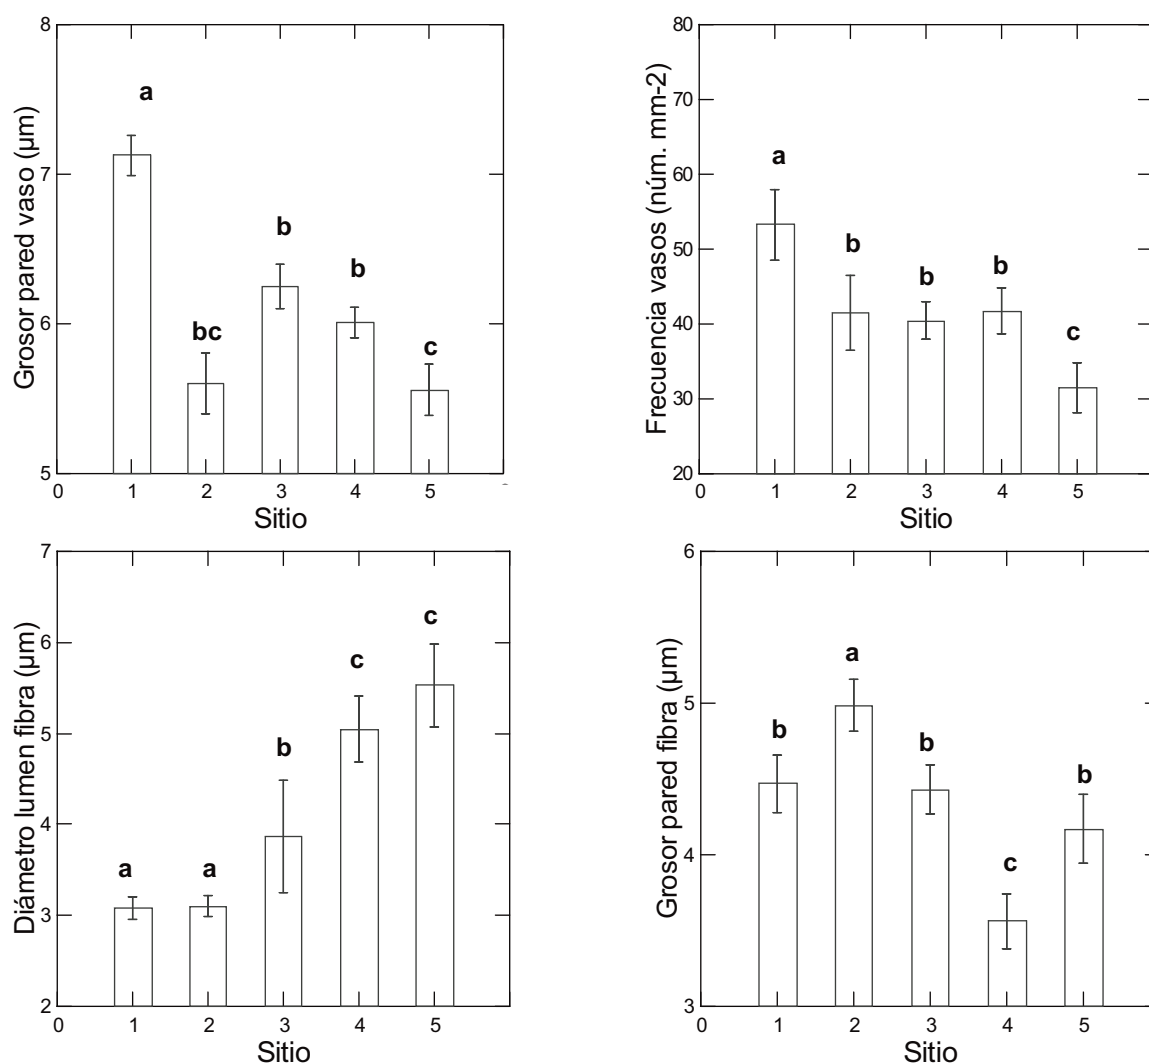 8
7
6
5
Grosor pared vaso (µm)
a
bc
b
b
c
0
1
2
3
4
5
Sitio
80
70
60
50
40
30
20
Frecuencia vasos (núm. mm-2)
a
b
b
b
c
0
1
2
3
4
5
Sitio
7
6
5
4
3
2
Diámetro lumen fibra (µm)
a
a
b
c
c
0
1
2
3
4
5
Sitio
6
5
4
3
Grosor pared fibra (µm)
b
a
b
c
b
0
1
2
3
4
5
Sitio